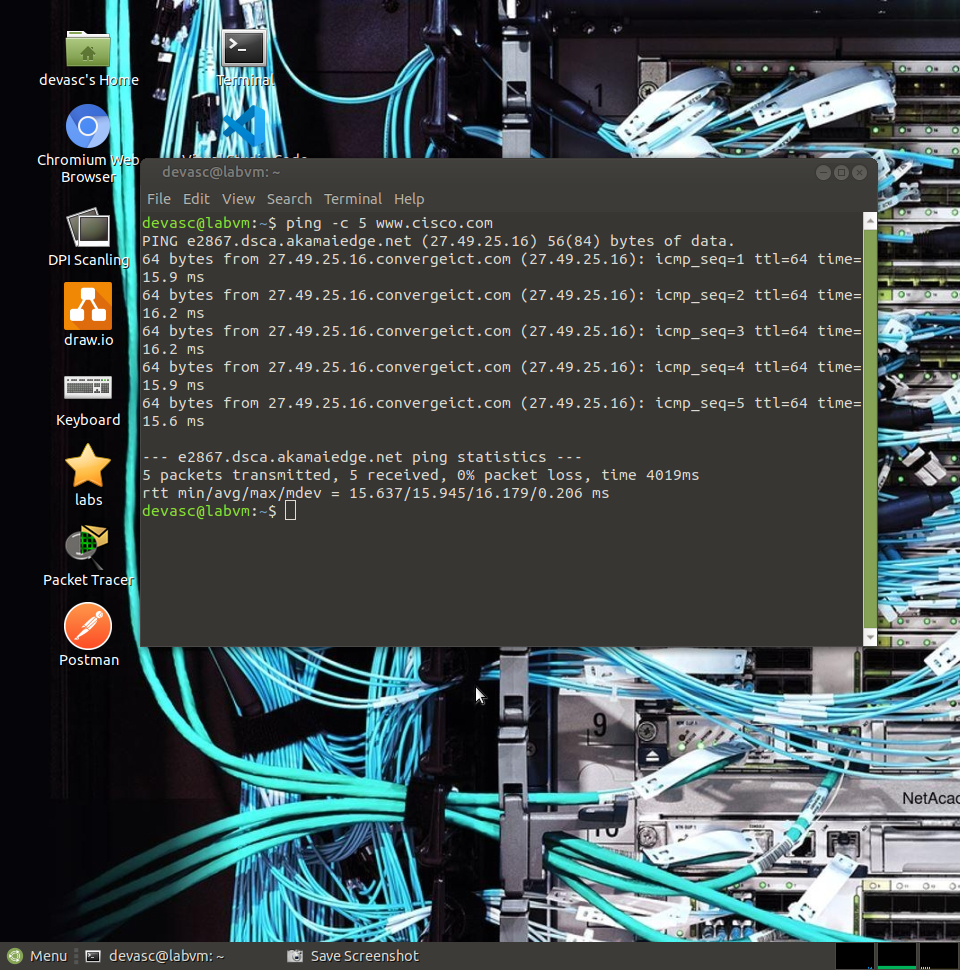 devasc's Home
Terminal
Chromium Web
Browser
DPI Scanling
draw.io
Keyboard
labs
Packet Tracer
Postman
devasc@labvm: ~
File Edit View Search Terminal Help
devasc@labvm:~$ ping -c 5 www.cisco.com
PING e2867.dsca.akamaiedge.net (27.49.25.16) 56(84) bytes of data.
64 bytes from 27.49.25.16.convergeict.com (27.49.25.16): icmp_seq=1 ttl=64 time=
15.9 ms
64 bytes from 27.49.25.16.convergeict.com (27.49.25.16): icmp_seq=2 ttl=64 time=
16.2 ms
64 bytes from 27.49.25.16.convergeict.com (27.49.25.16): icmp_seq=3 ttl=64 time=
16.2 ms
64 bytes from 27.49.25.16.convergeict.com (27.49.25.16): icmp_seq=4 ttl=64 time=
15.9 ms
64 bytes from 27.49.25.16.convergeict.com (27.49.25.16): icmp_seq=5 ttl=64 time=
15.6 ms
--- e2867.dsca.akamaiedge.net ping statistics ---
5 packets transmitted, 5 received, 0% packet loss, time 4019ms
rtt min/avg/max/mdev = 15.637/15.945/16.179/0.206 ms
devasc@labvm:~$
1
9
10
NetAcad
Menu
devasc@labvm: ~
Save Screenshot